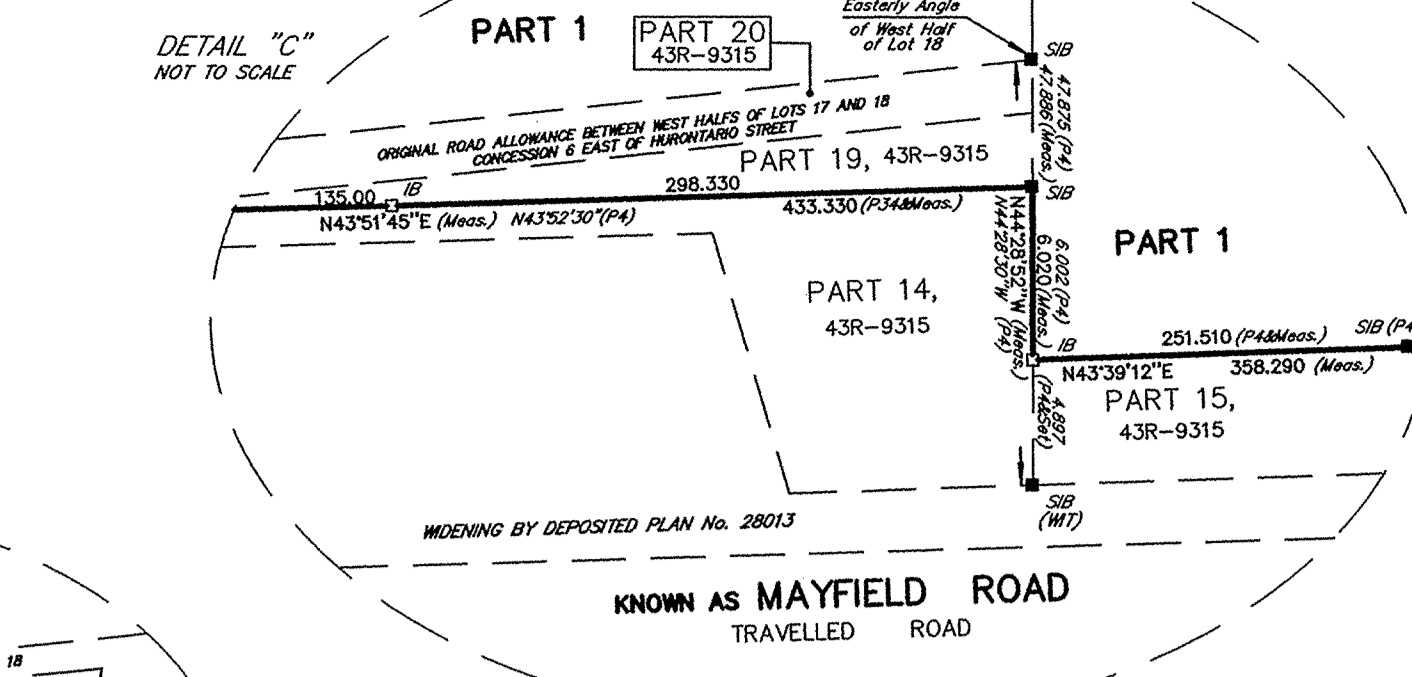 DETAIL "C"
NOT TO SCALE
PART 1
PART 20
43R-9315
Easterly Angle
of West Half
of Lot 18
SIB
47.875 (P4)
47.886 (Meas.)
ORIGINAL ROAD ALLOWANCE BETWEEN WEST HALFS OF LOTS 17 AND 18
CONCESSION 6 EAST OF HURONTARIO STREET
PART 19, 43R-9315
135.00
IB
298.330
SIB
N43°51'45"E (Meas.) N43°52'30"(P4)
433.330 (P34&Meas.)
N44°28'52"W (Meas.)
N44°28'30"W (P4)
6.002 (P4)
6.020 (Meas.)
PART 1
PART 14,
43R-9315
IB
251.510 (P4&Meas.)
SIB (P4
N43°39'12"E
358.290 (Meas.)
4.897
(P4&Set)
PART 15,
43R-9315
SIB
(WIT)
WIDENING BY DEPOSITED PLAN No. 28013
KNOWN AS MAYFIELD ROAD
TRAVELLED ROAD
18